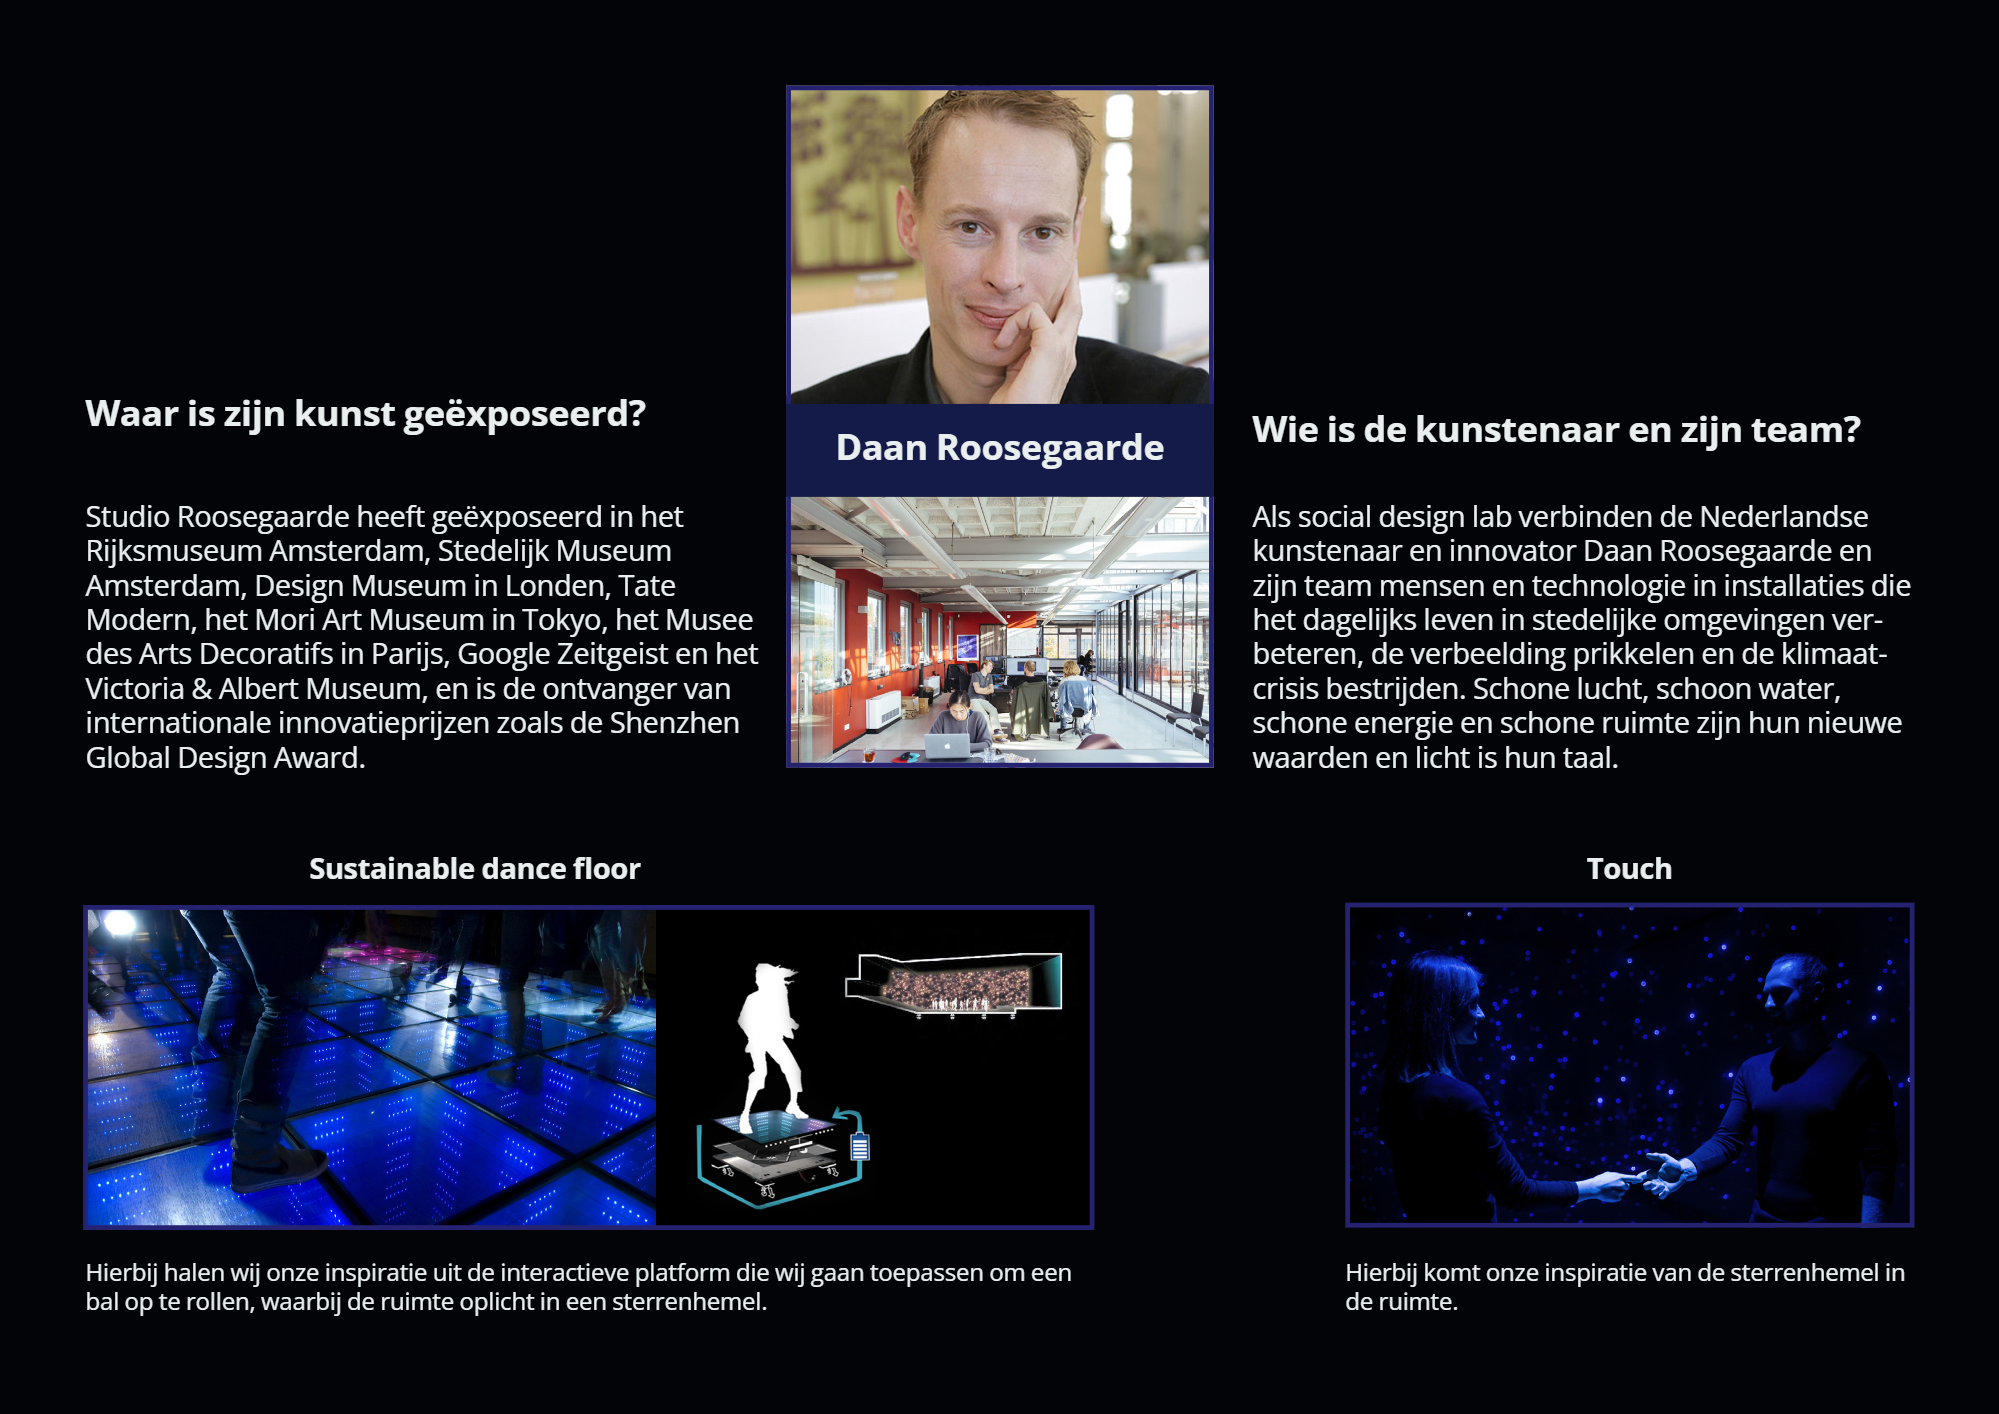 Daan Roosegaarde
Waar is zijn kunst geëxposeerd?
Studio Roosegaarde heeft geëxposeerd in het
Rijksmuseum Amsterdam, Stedelijk Museum
Amsterdam, Design Museum in Londen, Tate
Modern, het Mori Art Museum in Tokyo, het Musee
des Arts Decoratifs in Parijs, Google Zeitgeist en het
Victoria & Albert Museum, en is de ontvanger van
internationale innovatieprijzen zoals de Shenzhen
Global Design Award.
Wie is de kunstenaar en zijn team?
Als social design lab verbinden de Nederlandse
kunstenaar en innovator Daan Roosegaarde en
zijn team mensen en technologie in installaties die
het dagelijks leven in stedelijke omgevingen ver-
beteren, de verbeelding prikkelen en de klimaat-
crisis bestrijden. Schone lucht, schoon water,
schone energie en schone ruimte zijn hun nieuwe
waarden en licht is hun taal.
Sustainable dance floor
Hierbij halen wij onze inspiratie uit de interactieve platform die wij gaan toepassen om een
bal op te rollen, waarbij de ruimte oplicht in een sterrenhemel.
Touch
Hierbij komt onze inspiratie van de sterrenhemel in
de ruimte.